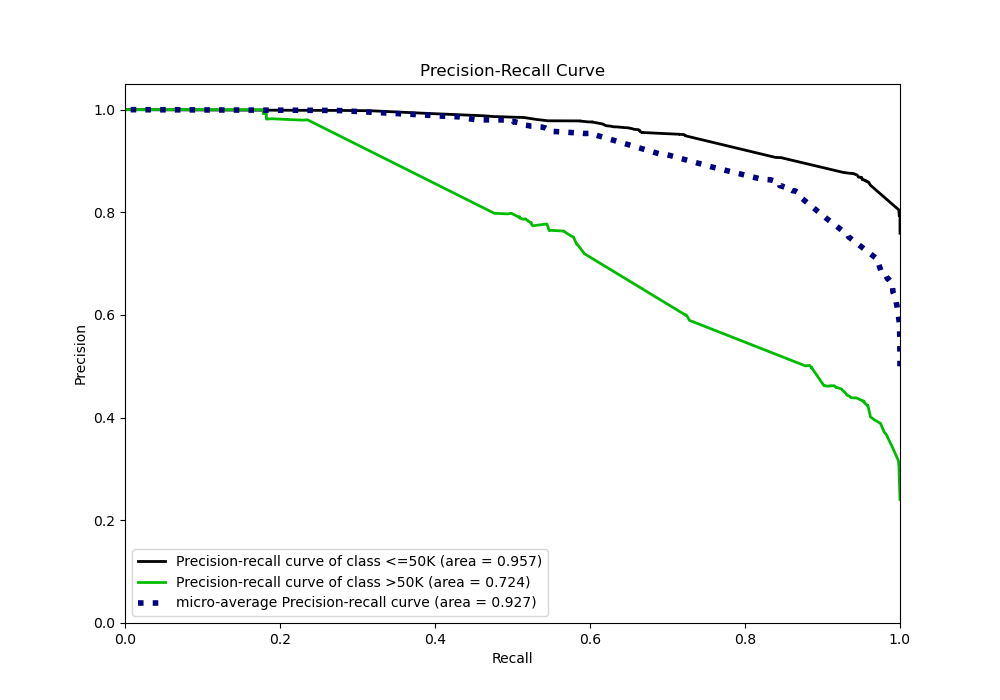 Precision-Recall Curve
1.0
0.8
0.6
0.4
0.2
0.0
Precision
Precision-recall curve of class <=50K (area = 0.957)
Precision-recall curve of class >50K (area = 0.724)
micro-average Precision-recall curve (area = 0.927)
0.0 0.2 0.4 0.6 0.8 1.0
Recall